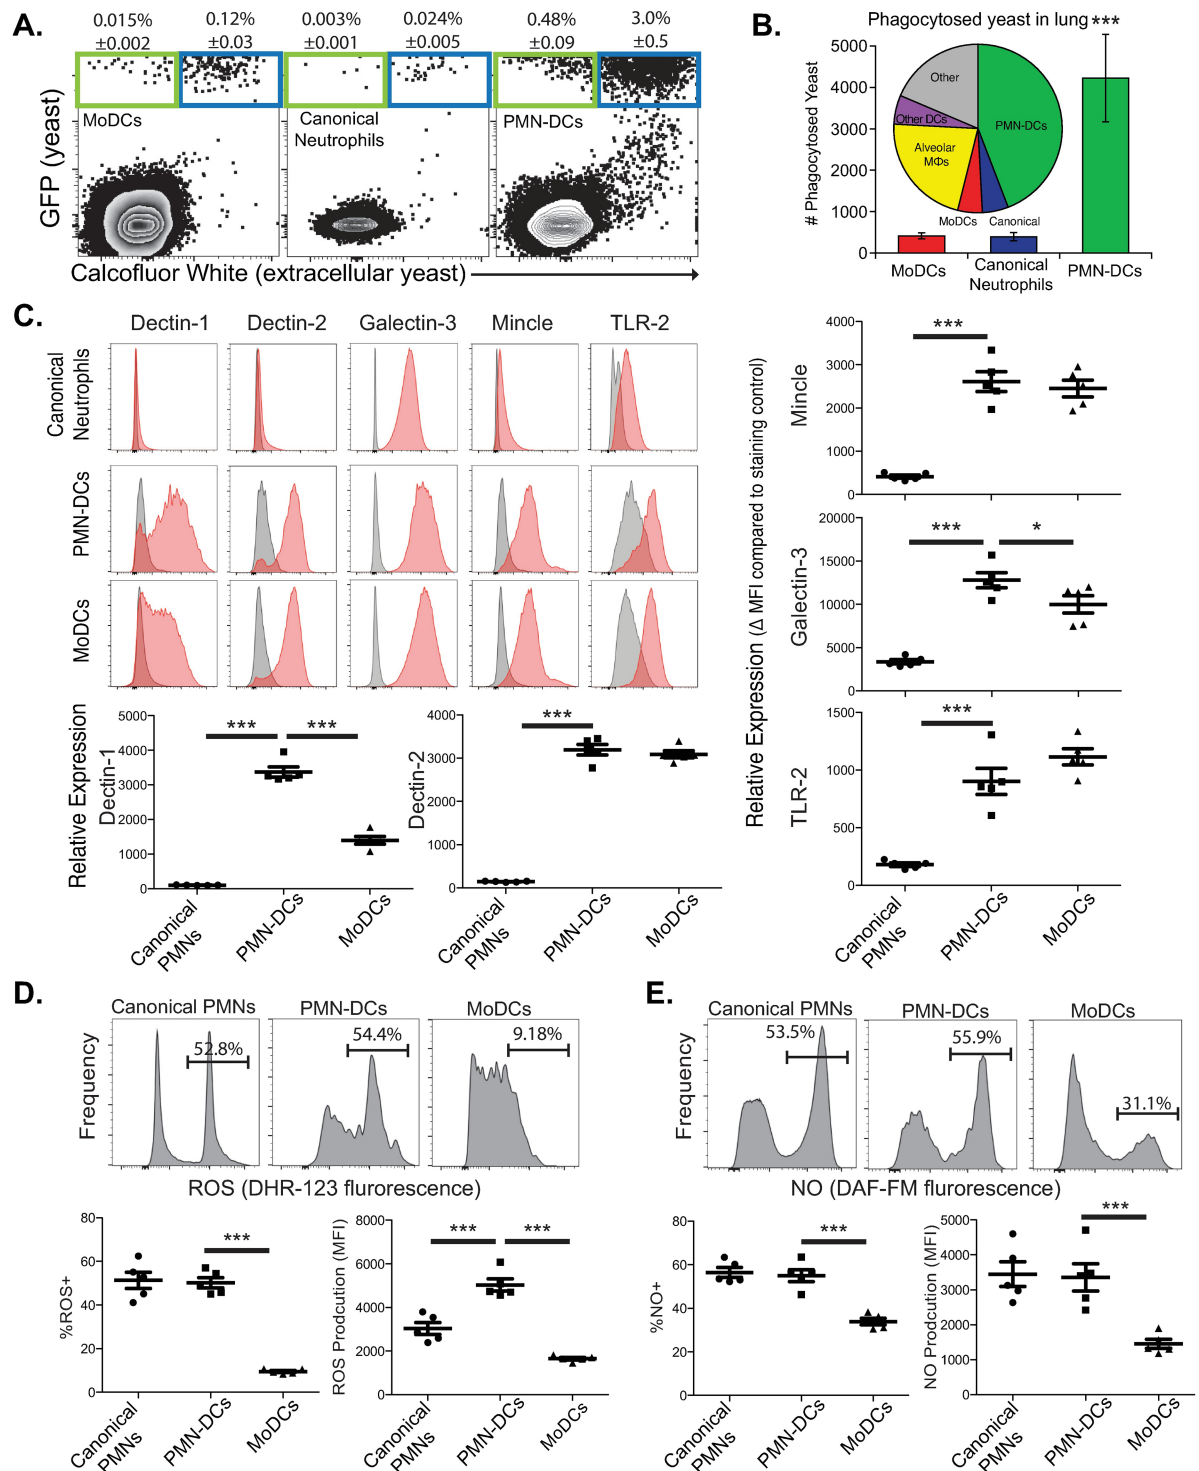 A.
0.015%
±0.002
0.12%
±0.03
0.003%
±0.001
0.024%
±0.005
0.48%
±0.09
3.0%
±0.5
GFP (yeast)
MoDCs
Canonical
Neutrophils
PMN-DCs
Calcofluor White (extracellular yeast)
B.
Phagocytosed yeast in lung
***
# Phagocytosed Yeast
5000
4000
3000
2000
1000
0
Other
Other DCs
Alveolar
MΦs
PMN-DCs
MoDCs
Canonical
MoDCs
Canonical
Neutrophils
PMN-DCs
C.
Dectin-1
Dectin-2
Galectin-3
Mincle
TLR-2
Canonical
Neutrophils
PMN-DCs
MoDCs
Relative Expression
Dectin-1
5000
4000
3000
2000
1000
0
***
***
Canonical
PMNs
PMN-DCs
MoDCs
Dectin-2
4000
3000
2000
1000
0
***
Canonical
PMNs
PMN-DCs
MoDCs
Relative Expression (Δ MFI compared to staining control)
Mincle
4000
3000
2000
1000
0
***
Galectin-3
20000
15000
10000
5000
0
***
*
TLR-2
1500
1000
500
0
***
Canonical
PMNs
PMN-DCs
MoDCs
D.
Canonical PMNs
PMN-DCs
MoDCs
Frequency
52.8%
54.4%
9.18%
ROS (DHR-123 flurorescence)
%ROS+
80
60
40
20
0
***
Canonical
PMNs
PMN-DCs
MoDCs
ROS Prodcution (MFI)
8000
6000
4000
2000
0
***
***
Canonical
PMNs
PMN-DCs
MoDCs
E.
Canonical PMNs
PMN-DCs
MoDCs
Frequency
53.5%
55.9%
31.1%
NO (DAF-FM flurorescence)
%NO+
80
60
40
20
0
***
Canonical
PMNs
PMN-DCs
MoDCs
NO Prodcution (MFI)
5000
4000
3000
2000
1000
0
***
Canonical
PMNs
PMN-DCs
MoDCs